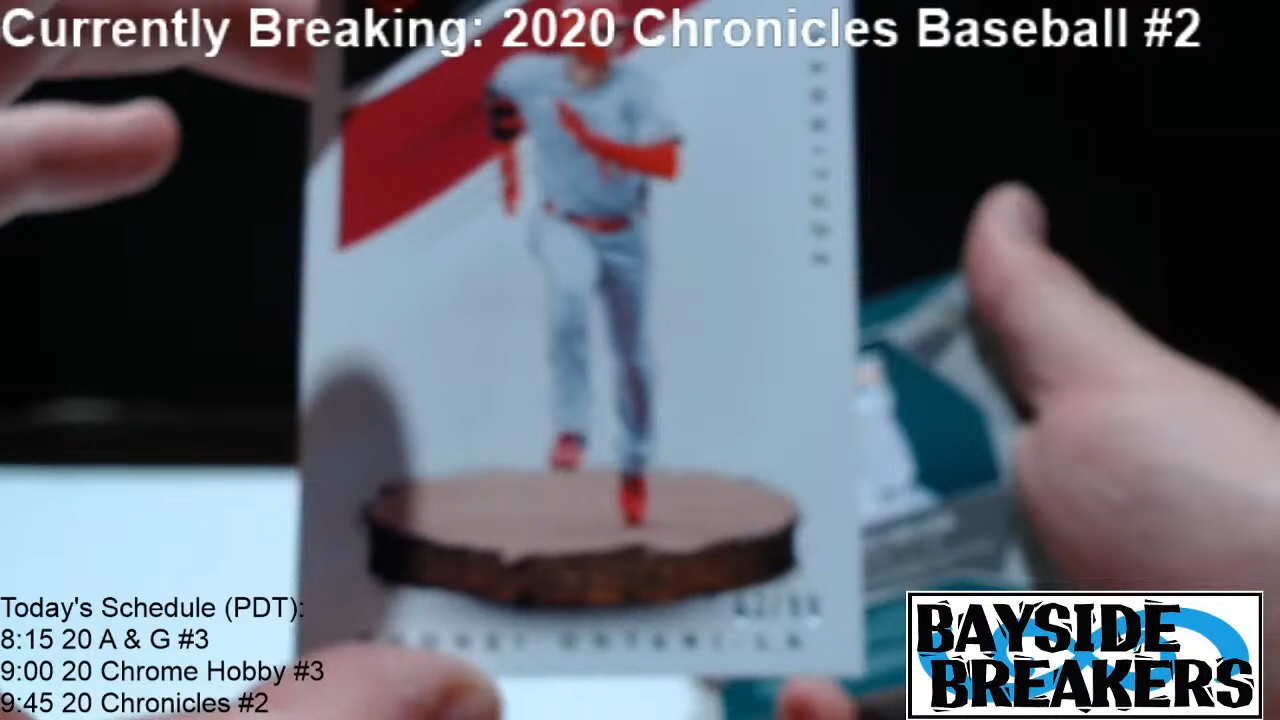 Currently Breaking: 2020 Chronicles Baseball #2
Today's Schedule (PDT):
8:15 20 A & G #3
9:00 20 Chrome Hobby #3
9:45 20 Chronicles #2
BAYSIDE
BREAKERS